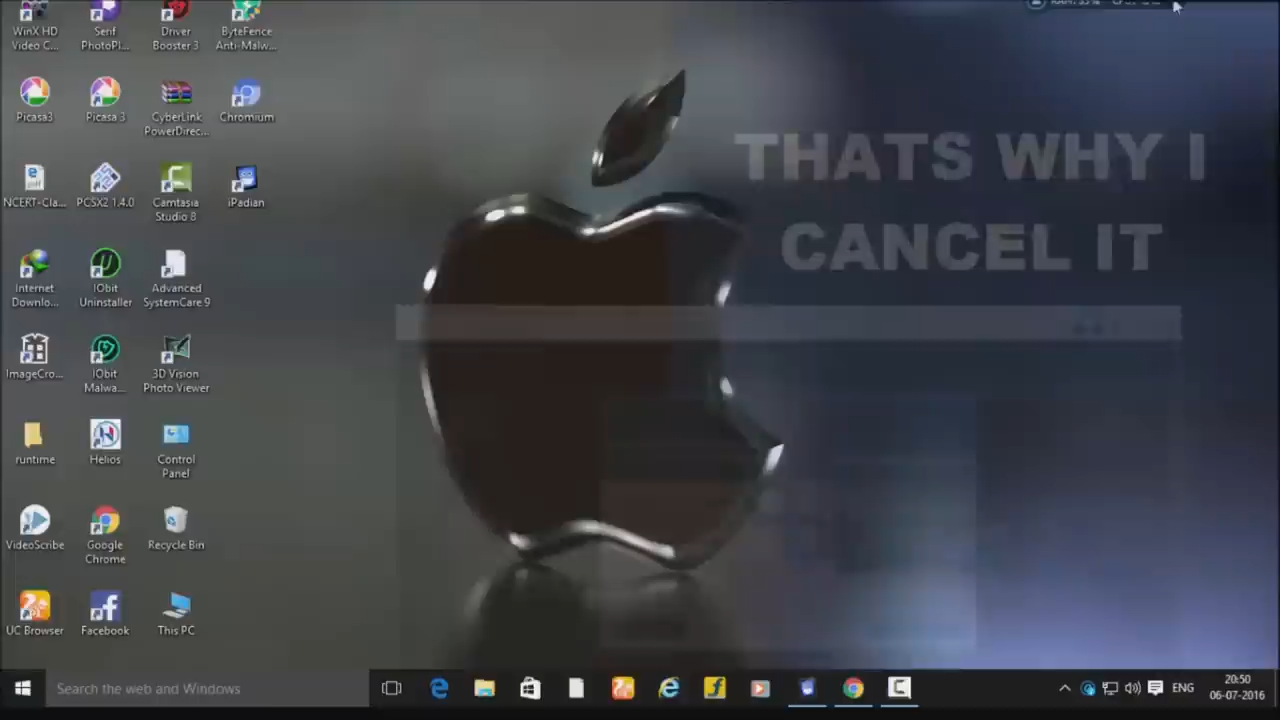 THATS WHY I
CANCEL IT
WinX HD
Video C...
Serif
PhotoPl...
Driver
Booster 3
ByteFence
Anti-Malw...
Picasa3
Picasa 3
CyberLink
PowerDirec...
Chromium
NCERT-Cla...
PCSX2 1.4.0
Camtasia
Studio 8
iPadian
Internet
Downlo...
IObit
Uninstaller
Advanced
SystemCare 9
ImageCro...
IObit
Malwa...
3D Vision
Photo Viewer
runtime
Helios
Control
Panel
VideoScribe
Google
Chrome
Recycle Bin
UC Browser
Facebook
This PC
Search the web and Windows
ENG
20:50
06-07-2016